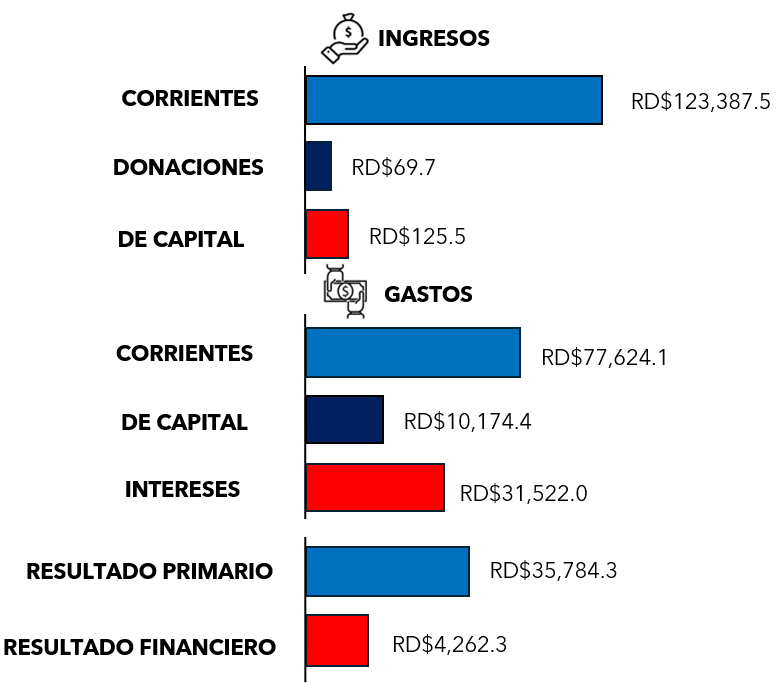 INGRESOS
CORRIENTES RD$123,387.5
DONACIONES RD$69.7
DE CAPITAL RD$125.5
GASTOS
CORRIENTES RD$77,624.1
DE CAPITAL RD$10,174.4
INTERESES RD$31,522.0
RESULTADO PRIMARIO RD$35,784.3
RESULTADO FINANCIERO RD$4,262.3